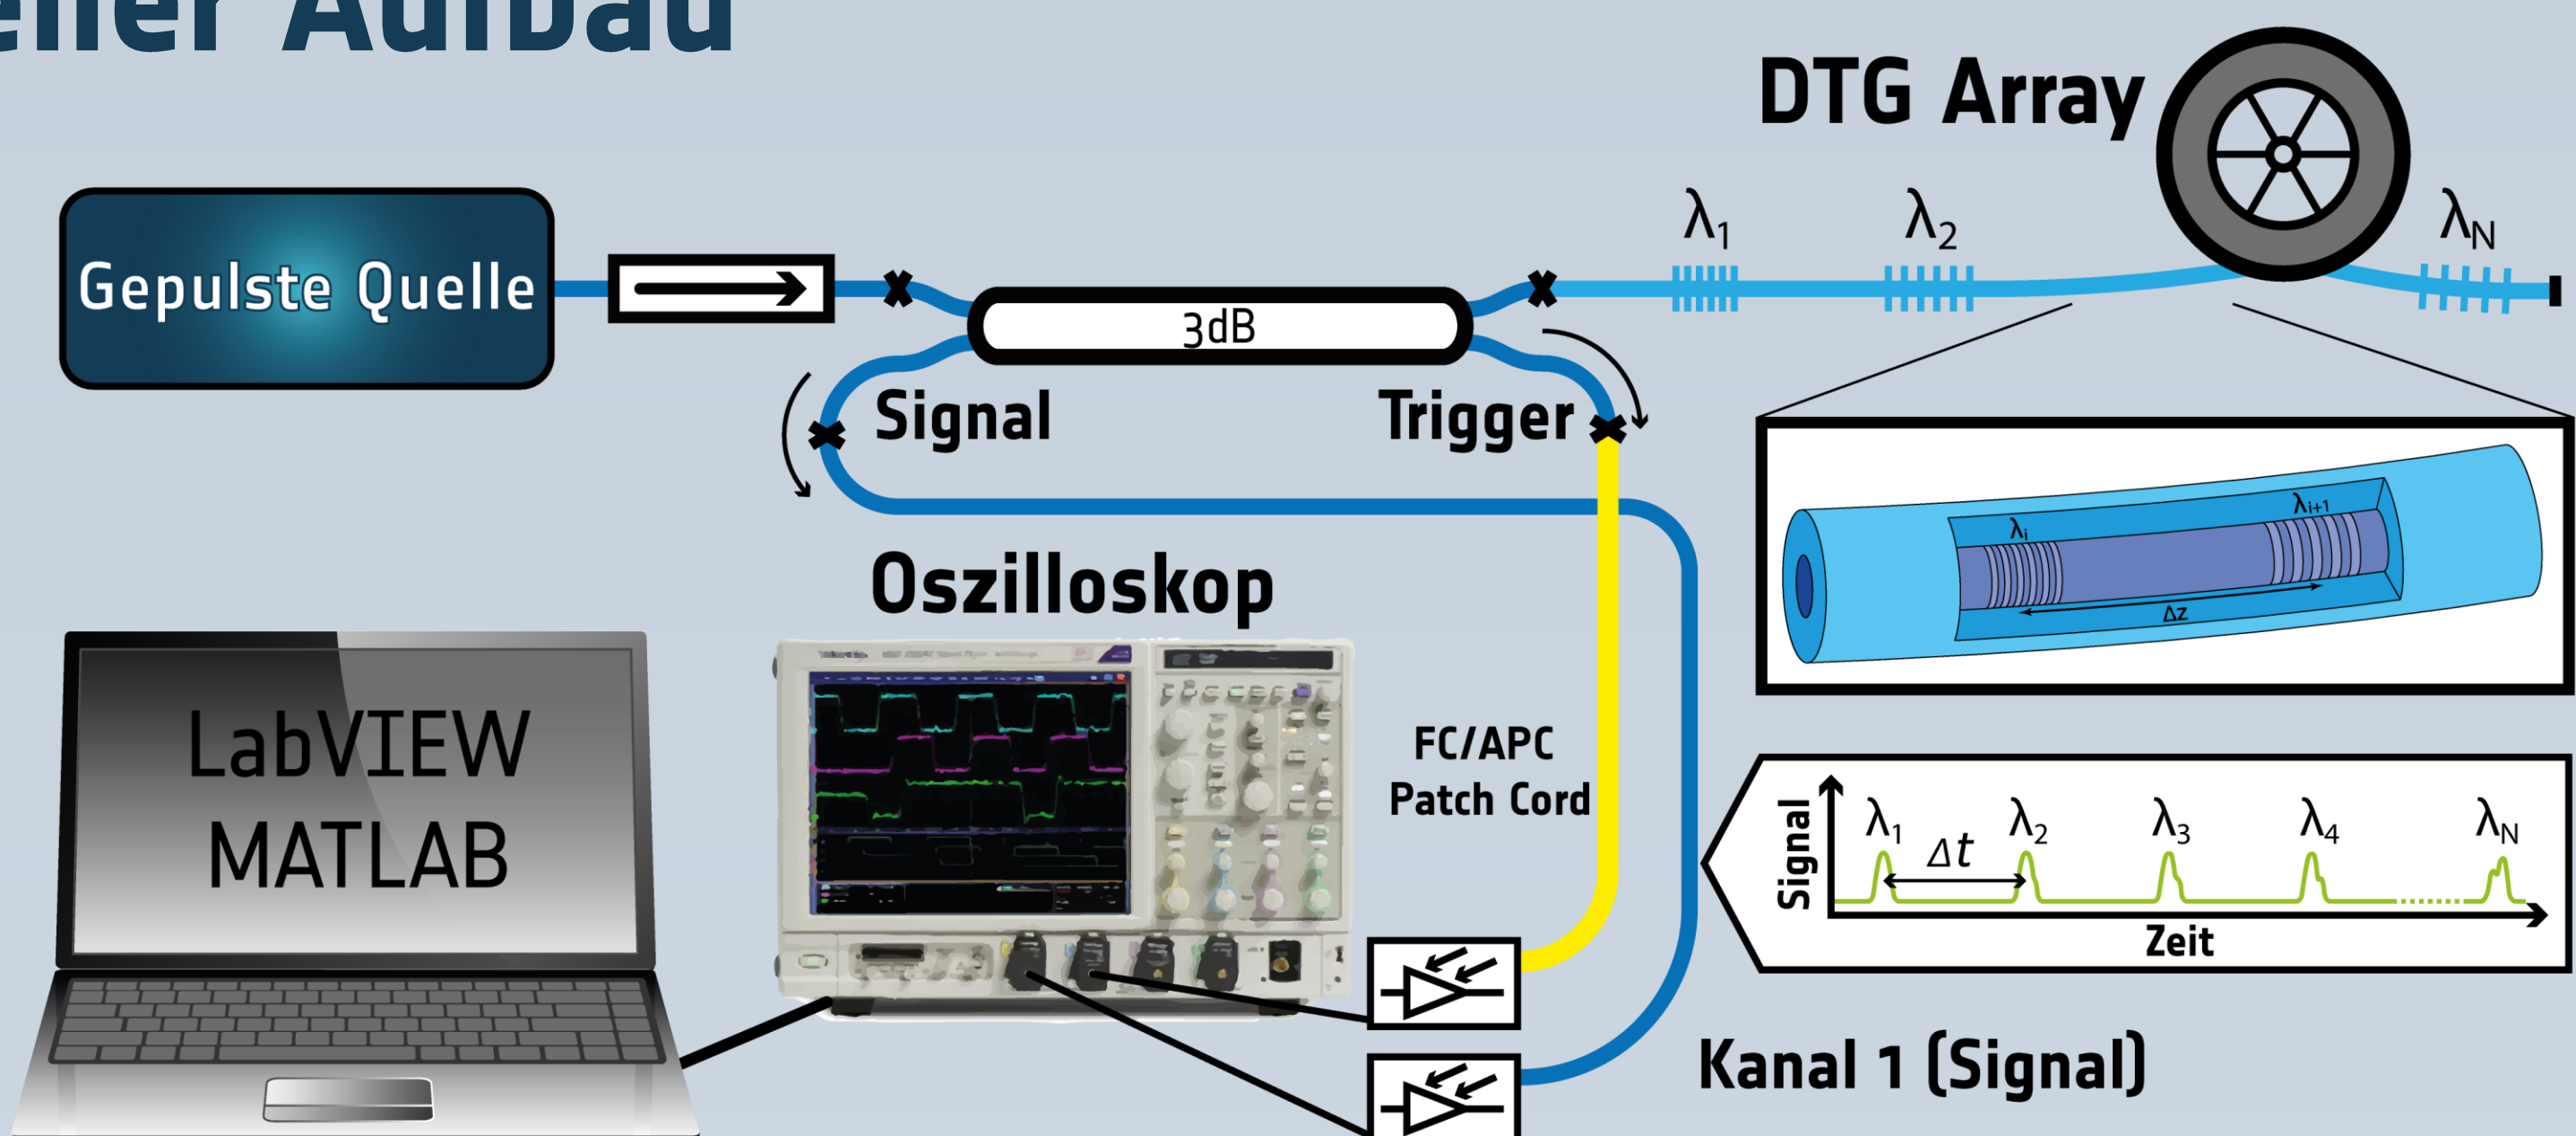 eller Aufbau
DTG Array
Gepulste Quelle
3dB
λ1
λ2
λN
Signal
Trigger
λi
λi+1
Δz
Oszilloskop
LabVIEW
MATLAB
FC/APC
Patch Cord
Signal
λ1
Δt
λ2
λ3
λ4
λN
Zeit
Kanal 1 (Signal)